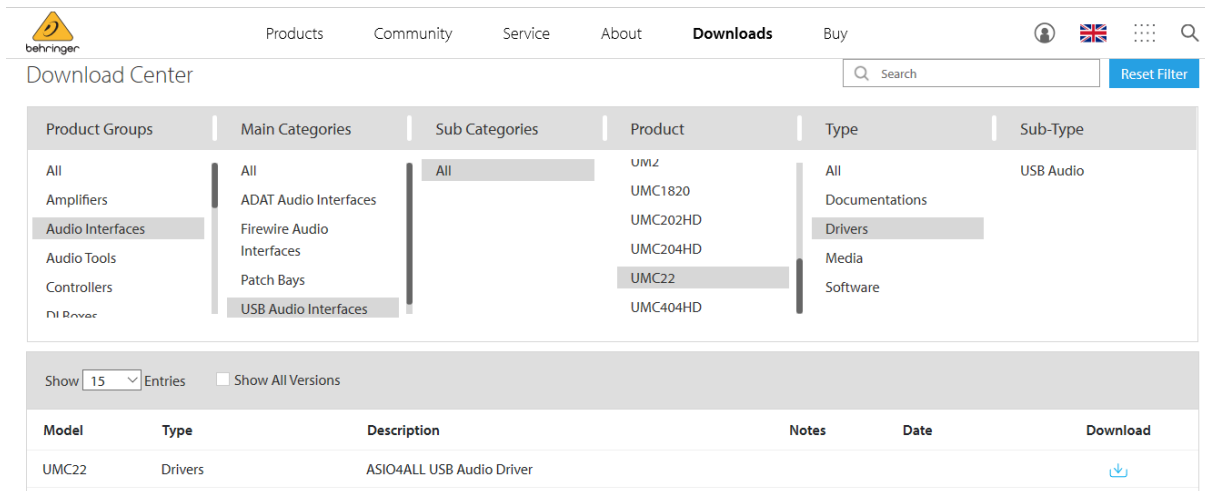 behringer
Products Community Service About Downloads Buy
Download Center
Search
Reset Filter
Product Groups Main Categories Sub Categories Product Type Sub-Type
All
Amplifiers
Audio Interfaces
Audio Tools
Controllers
DI Boxes
All
ADAT Audio Interfaces
Firewire Audio
Interfaces
Patch Bays
USB Audio Interfaces
All
UM2
UMC1820
UMC202HD
UMC204HD
UMC22
UMC404HD
All
Documentations
Drivers
Media
Software
USB Audio
Show 15 Entries Show All Versions
Model Type Description Notes Date Download
UMC22 Drivers ASIO4ALL USB Audio Driver